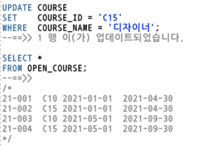 UPDATE COURSE
SET COURSE_ID = 'C15'
WHERE COURSE_NAME = '디자이너';
--==>> 1 행 이(가) 업데이트되었습니다.
SELECT *
FROM OPEN_COURSE;
--==>>
/*
21-001 C10 2021-01-01 2021-04-30
21-002 C15 2021-01-01 2021-04-30
21-003 C10 2021-05-01 2021-09-30
21-004 C15 2021-05-01 2021-09-30
*/